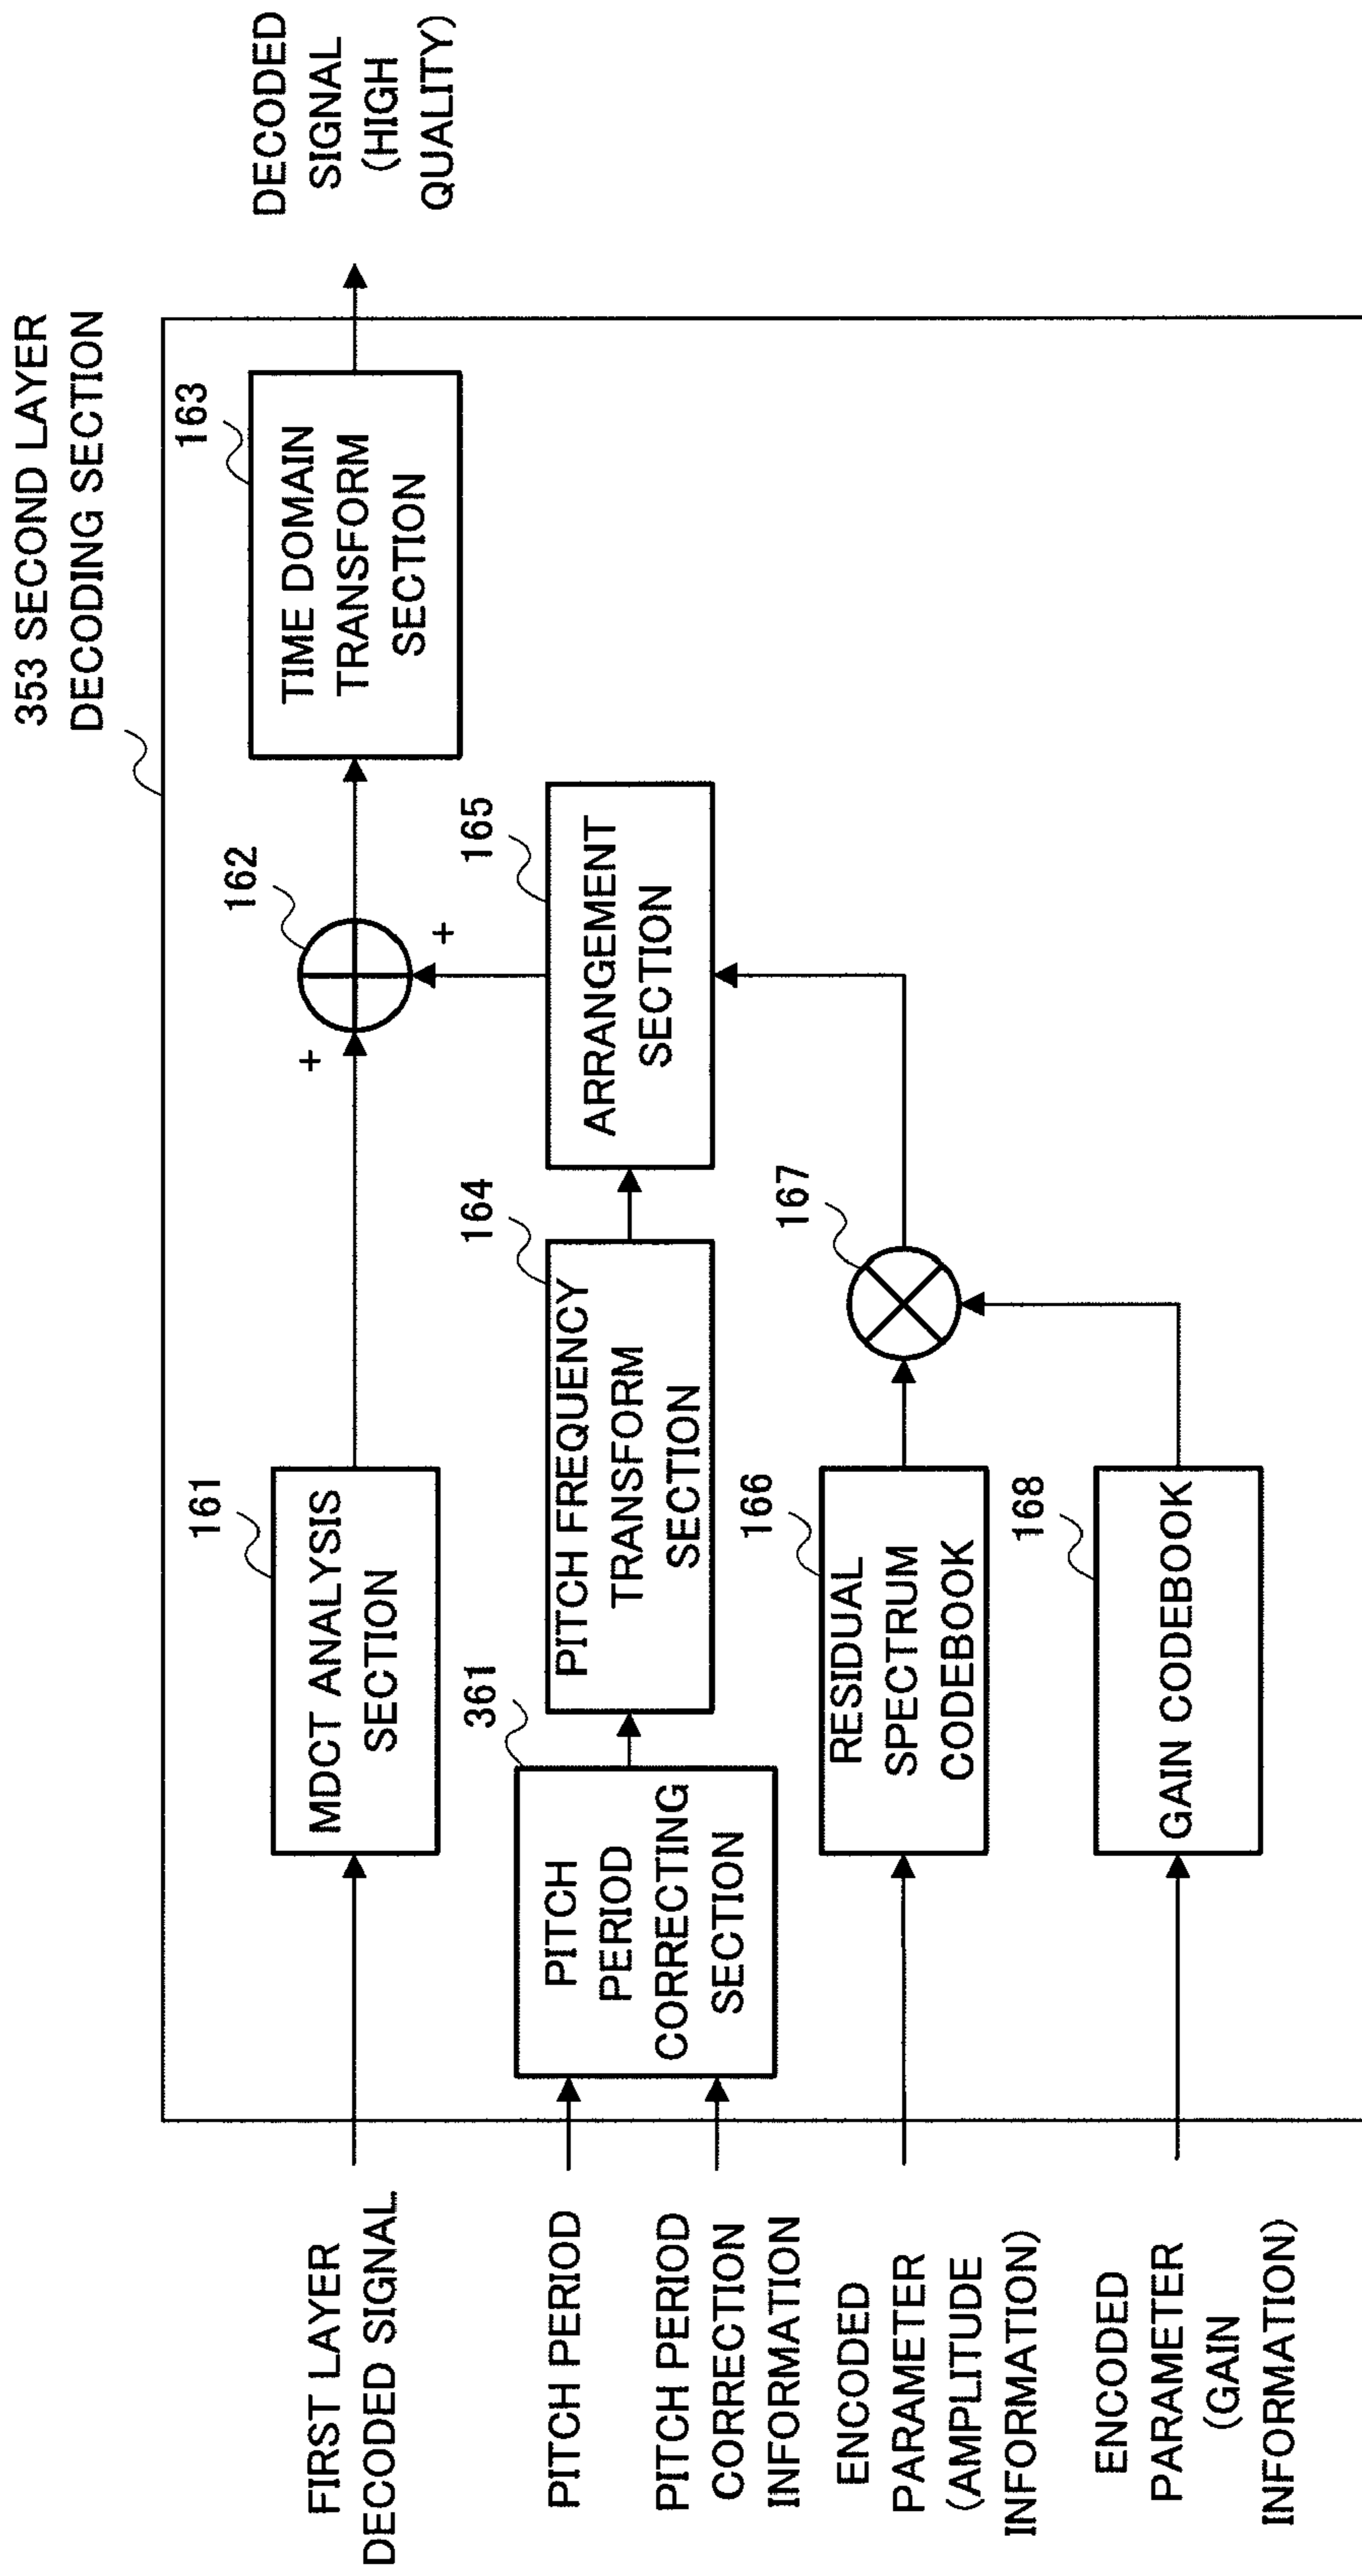 353 SECOND LAYER
DECODING SECTION
FIRST LAYER
DECODED SIGNAL
161
MDCT ANALYSIS
SECTION
+
162
+
163
TIME DOMAIN
TRANSFORM
SECTION
DECODED
SIGNAL
(HIGH
QUALITY)
PITCH PERIOD
PITCH PERIOD
CORRECTION
INFORMATION
361
PITCH
PERIOD
CORRECTING
SECTION
164
PITCH FREQUENCY
TRANSFORM
SECTION
165
ARRANGEMENT
SECTION
ENCODED
PARAMETER
(AMPLITUDE
INFORMATION)
166
RESIDUAL
SPECTRUM
CODEBOOK
167
ENCODED
PARAMETER
(GAIN
INFORMATION)
168
GAIN CODEBOOK